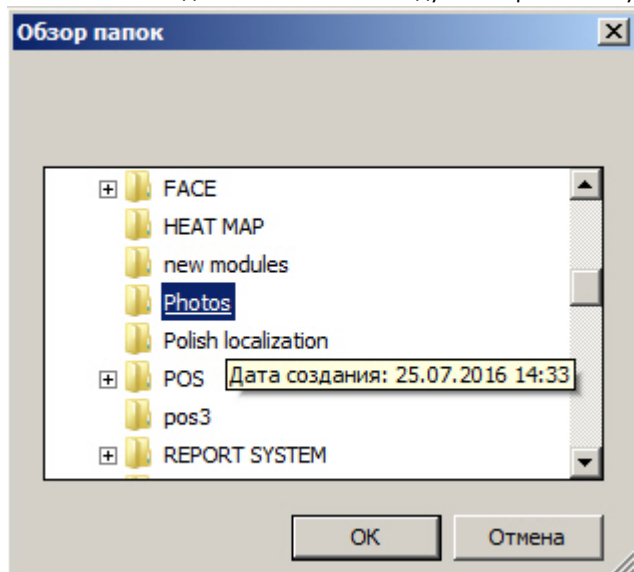 Обзор папок
FACE
HEAT MAP
new modules
Photos
Polish localization
POS
Дата создания: 25.07.2016 14:33
pos3
REPORT SYSTEM
ОК
Отмена